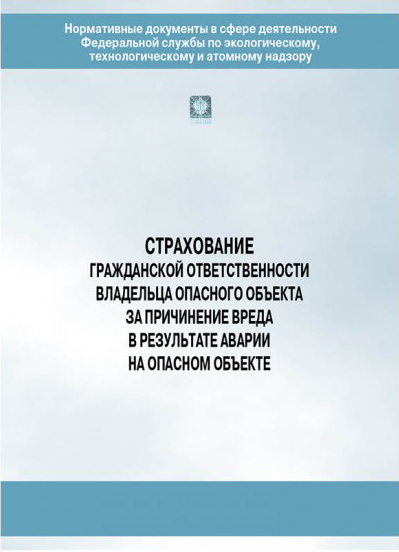 Нормативные документы в сфере деятельности
Федеральной службы по экологическому,
технологическому и атомному надзору
СТРАХОВАНИЕ
ГРАЖДАНСКОЙ ОТВЕТСТВЕННОСТИ
ВЛАДЕЛЬЦА ОПАСНОГО ОБЪЕКТА
ЗА ПРИЧИНЕНИЕ ВРЕДА
В РЕЗУЛЬТАТЕ АВАРИИ
НА ОПАСНОМ ОБЪЕКТЕ